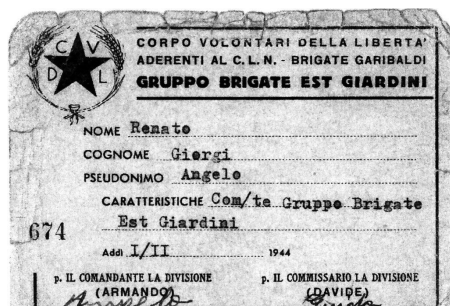 C V
D L
CORPO VOLONTARI DELLA LIBERTA'
ADERENTI AL C.L.N. - BRIGATE GARIBALDI
GRUPPO BRIGATE EST GIARDINI
NOME Renato
COGNOME Giorgi
PSEUDONIMO Angelo
CARATTERISTICHE Com/te Gruppo Brigate
Est Giardini
674
Addì I/II 1944
p. IL COMANDANTE LA DIVISIONE p. IL COMMISSARIO LA DIVISIONE
(ARMANDO) (DAVIDE)